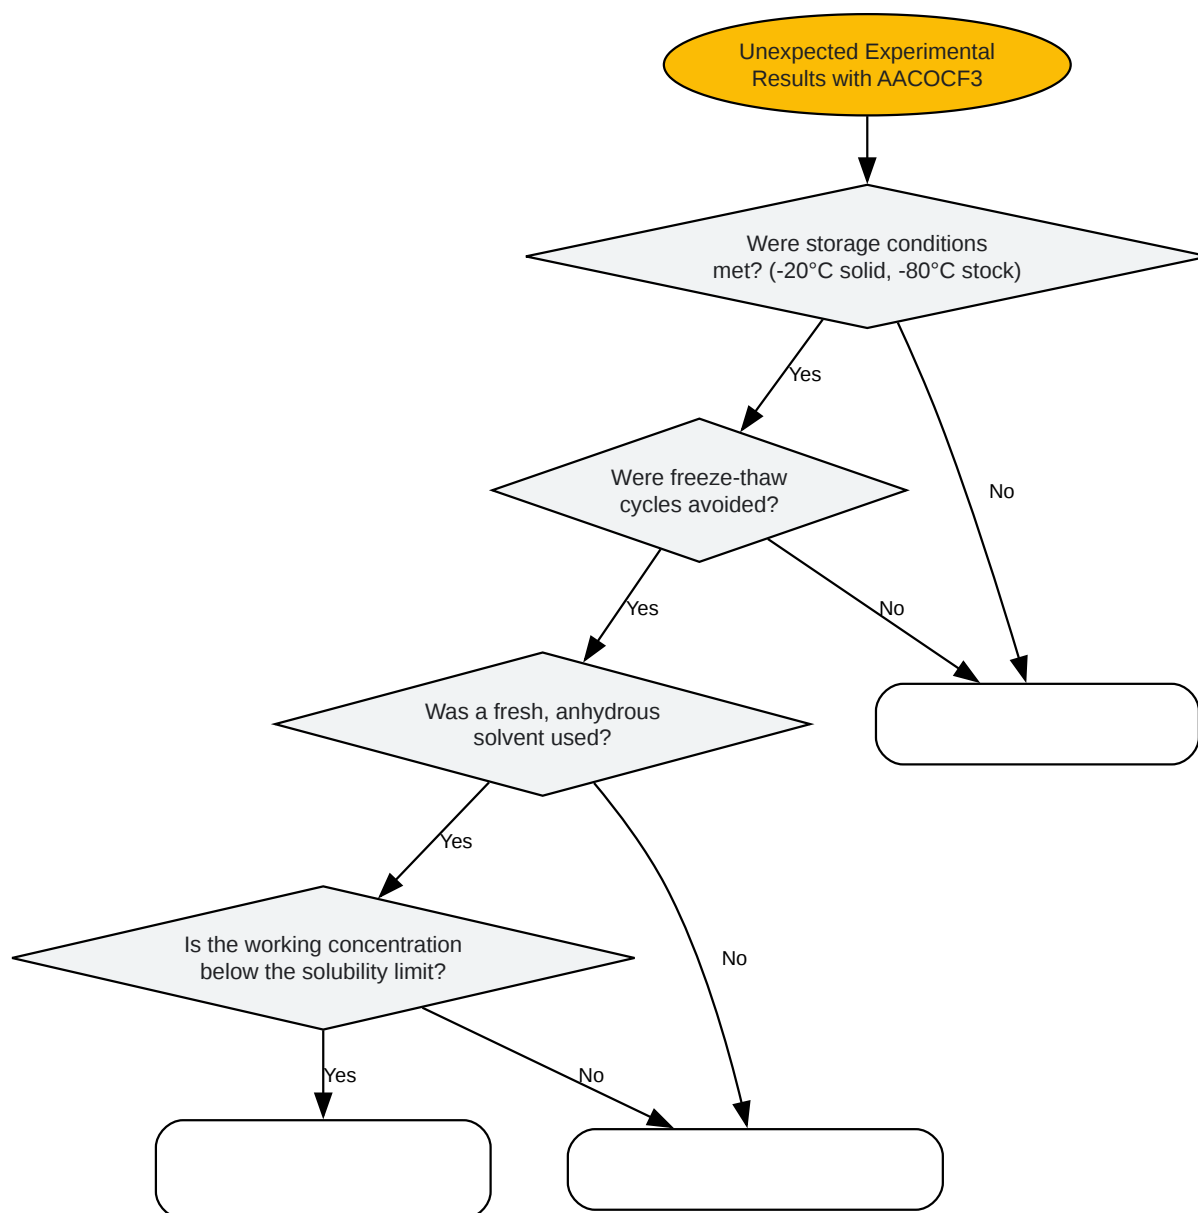 Unexpected Experimental
Results with AACOCF3
Were storage conditions
met? (-20°C solid, -80°C stock)
Yes
No
Were freeze-thaw
cycles avoided?
Yes
No
Was a fresh, anhydrous
solvent used?
Yes
No
Is the working concentration
below the solubility limit?
Yes
No